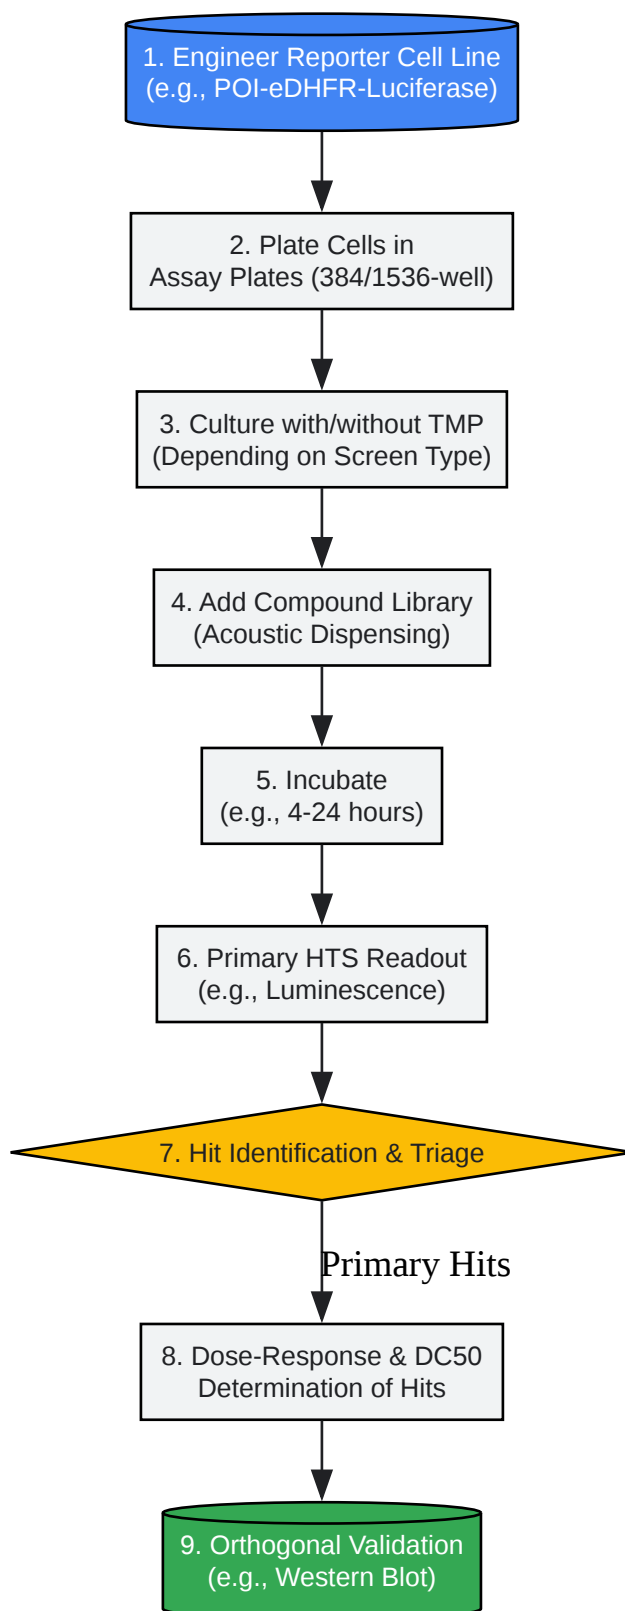 1. Engineer Reporter Cell Line
(e.g., POI-eDHFR-Luciferase)
2. Plate Cells in
Assay Plates (384/1536-well)
3. Culture with/without TMP
(Depending on Screen Type)
4. Add Compound Library
(Acoustic Dispensing)
5. Incubate
(e.g., 4-24 hours)
6. Primary HTS Readout
(e.g., Luminescence)
7. Hit Identification & Triage
Primary Hits
8. Dose-Response & DC50
Determination of Hits
9. Orthogonal Validation
(e.g., Western Blot)